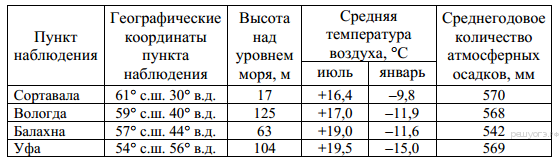 Пункт наблюдения Географические координаты пункта наблюдения Высота над уровнем моря, м Средняя температура воздуха, °С Среднегодовое количество атмосферных осадков, мм
июль январь
Сортавала 61° с.ш. 30° в.д. 17 +16,4 –9,8 570
Вологда 59° с.ш. 40° в.д. 125 +17,0 –11,9 568
Балахна 57° с.ш. 44° в.д. 63 +19,0 –11,6 542
Уфа 54° с.ш. 56° в.д. 104 +19,5 –15,0 569